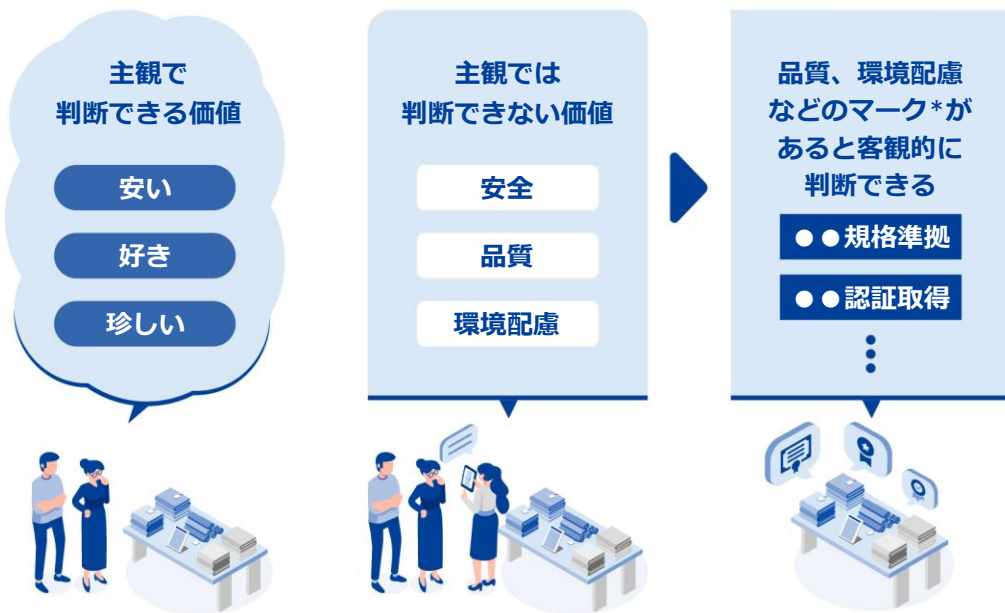 主観で
判断できる価値
安い
好き
珍しい
主観では
判断できない価値
安全
品質
環境配慮
品質、環境配慮
などのマーク*が
あると客観的に
判断できる
●●規格準拠
●●認証取得